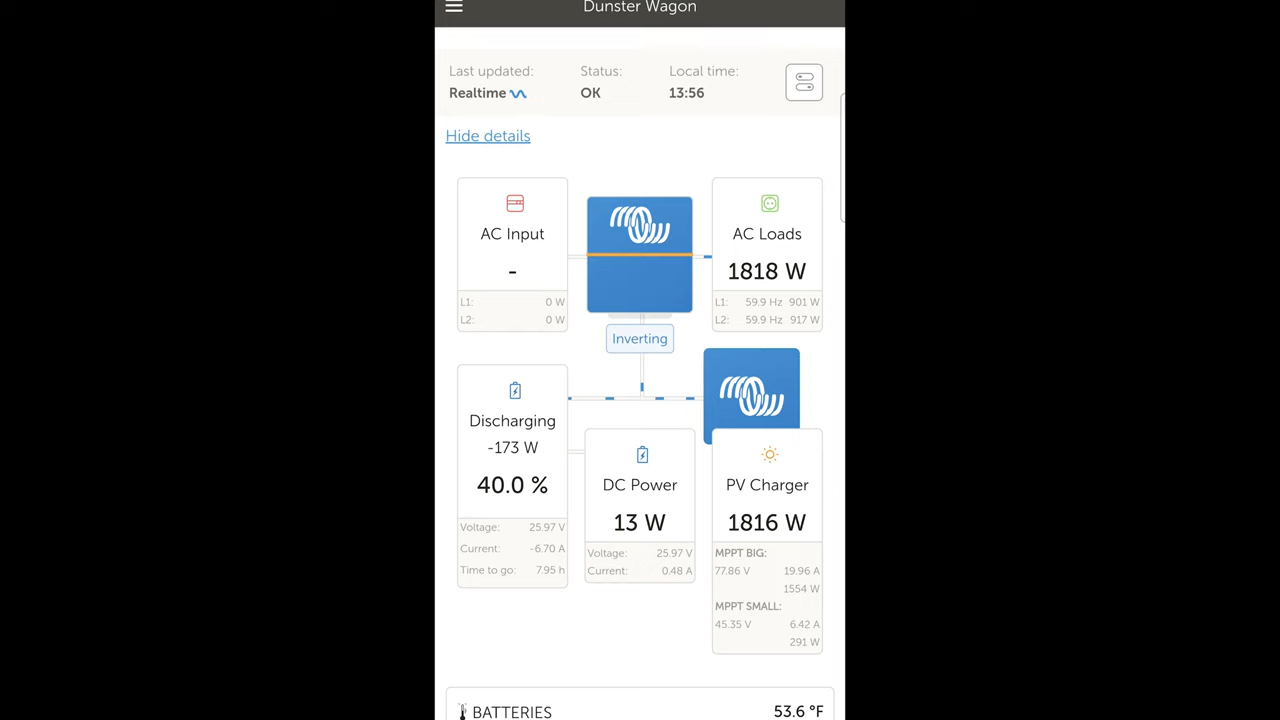 Dunster Wagon
Last updated:
Realtime
Status:
OK
Local time:
13:56
Hide details
AC Input
-
L1: 0 W
L2: 0 W
AC Loads
1818 W
L1: 59.9 Hz 901 W
L2: 59.9 Hz 917 W
Inverting
Discharging
-173 W
40.0 %
Voltage: 25.97 V
Current: -6.70 A
Time to go: 7.95 h
DC Power
13 W
Voltage: 25.97 V
Current: 0.48 A
PV Charger
1816 W
MPPT BIG:
77.86 V 19.96 A
1554 W
MPPT SMALL:
45.35 V 6.42 A
291 W
BATTERIES 53.6 °F